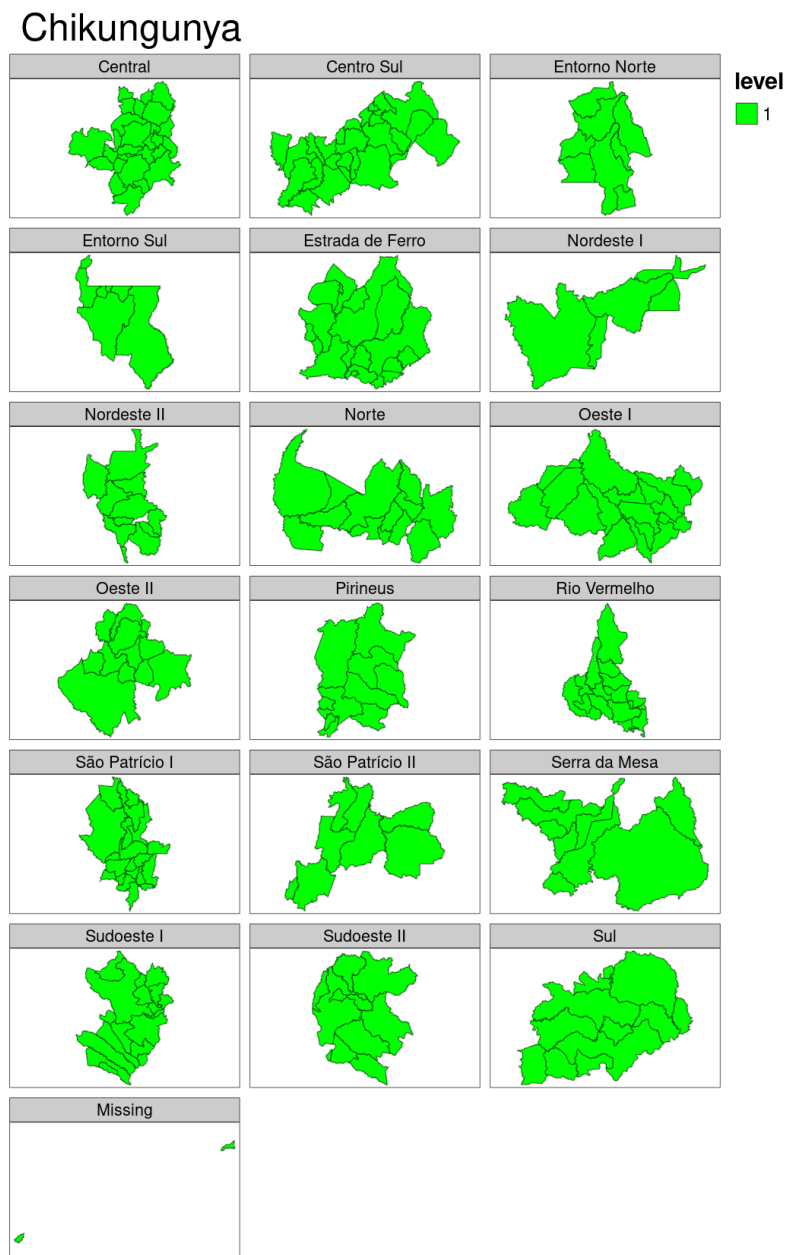 Chikungunya
Central
Centro Sul
Entorno Norte
level
1
Entorno Sul
Estrada de Ferro
Nordeste I
Nordeste II
Norte
Oeste I
Oeste II
Pirineus
Rio Vermelho
São Patrício I
São Patrício II
Serra da Mesa
Sudoeste I
Sudoeste II
Sul
Missing